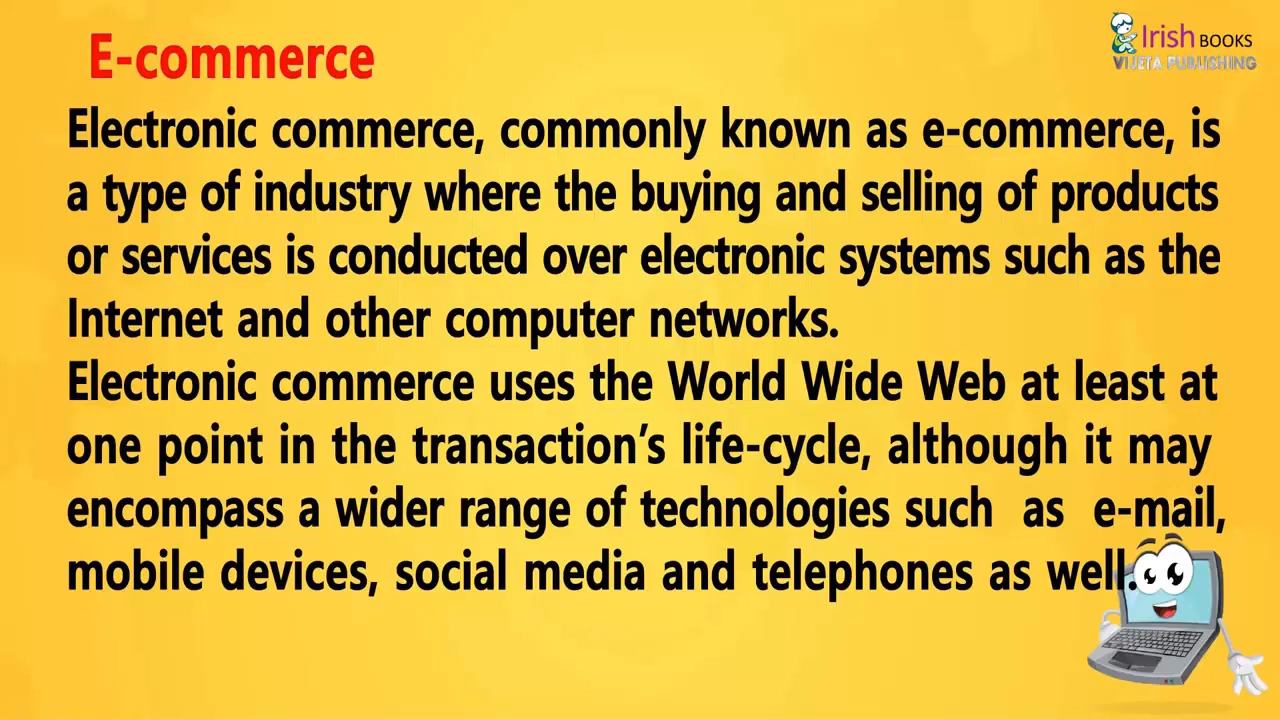 Irish BOOKS
VIJETA PUBLISHING
E-commerce
Electronic commerce, commonly known as e-commerce, is
a type of industry where the buying and selling of products
or services is conducted over electronic systems such as the
Internet and other computer networks.
Electronic commerce uses the World Wide Web at least at
one point in the transaction’s life-cycle, although it may
encompass a wider range of technologies such as e-mail,
mobile devices, social media and telephones as well.